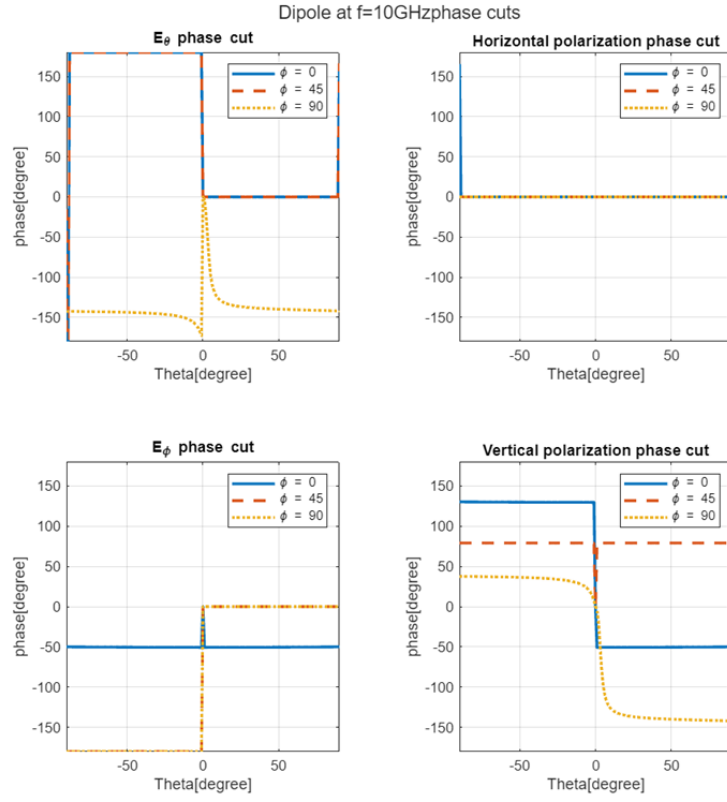 Dipole at f=10GHzphase cuts
E_θ phase cut
ϕ = 0
ϕ = 45
ϕ = 90
150
100
50
0
-50
-100
-150
phase[degree]
-50 0 50
Theta[degree]
Horizontal polarization phase cut
ϕ = 0
ϕ = 45
ϕ = 90
150
100
50
0
-50
-100
-150
phase[degree]
-50 0 50
Theta[degree]
E_ϕ phase cut
ϕ = 0
ϕ = 45
ϕ = 90
150
100
50
0
-50
-100
-150
phase[degree]
-50 0 50
Theta[degree]
Vertical polarization phase cut
ϕ = 0
ϕ = 45
ϕ = 90
150
100
50
0
-50
-100
-150
phase[degree]
-50 0 50
Theta[degree]